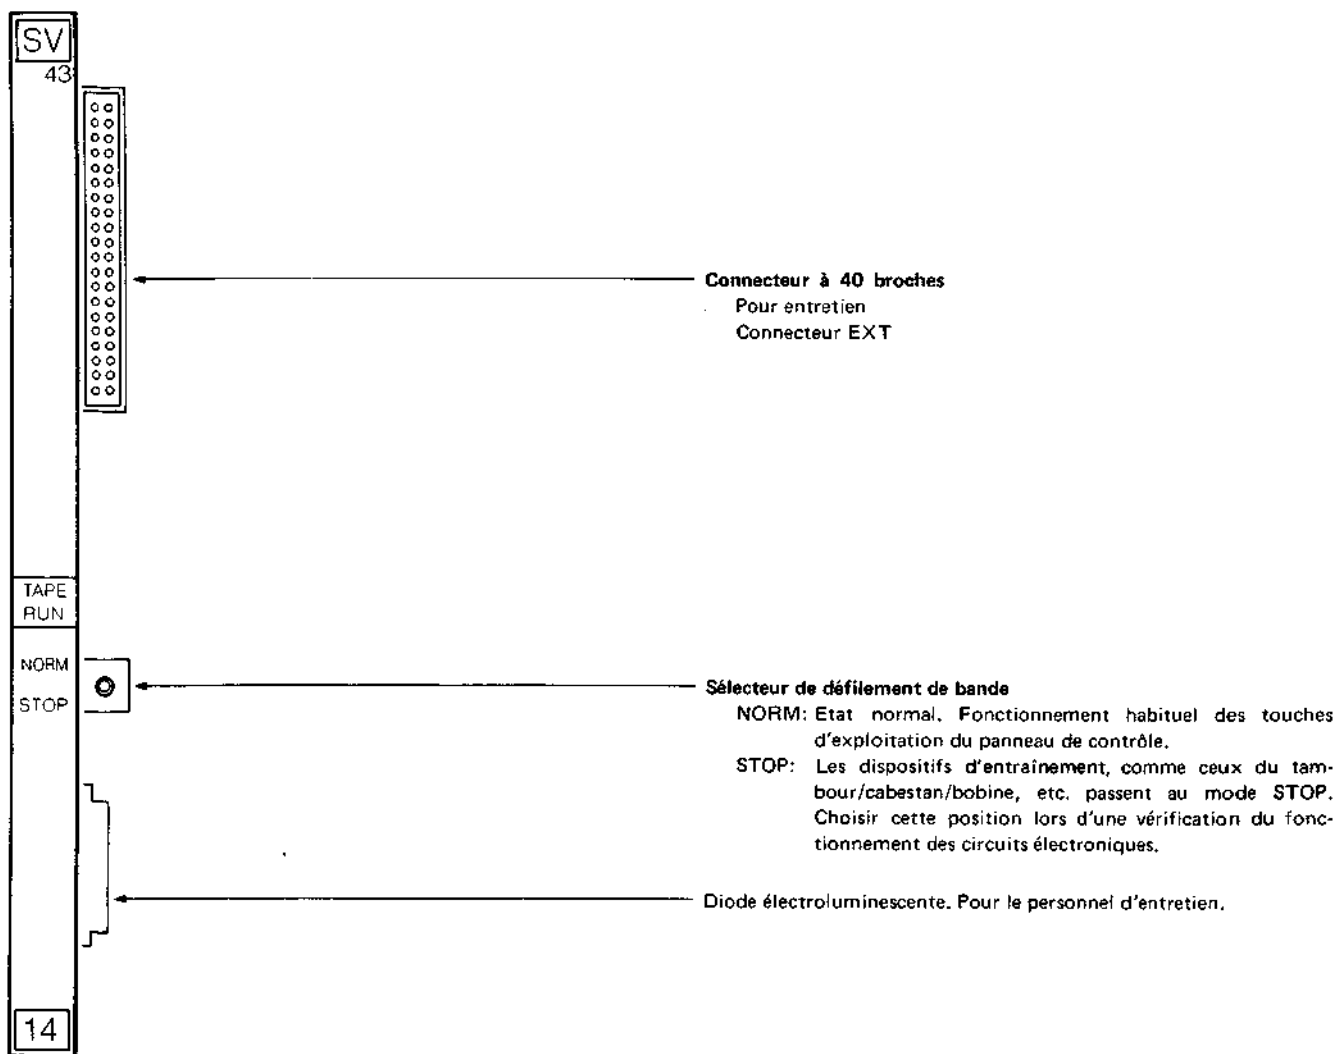 SV
43
Connecteur à 40 broches
Pour entretien
Connecteur EXT
TAPE
RUN
NORM
STOP
Sélecteur de défilement de bande
NORM: Etat normal. Fonctionnement habituel des touches
d'exploitation du panneau de contrôle.
STOP: Les dispositifs d'entraînement, comme ceux du tam-
bour/cabestan/bobine, etc. passent au mode STOP.
Choisir cette position lors d'une vérification du fonc-
tionnement des circuits électroniques.
Diode électroluminescente. Pour le personnel d'entretien.
14